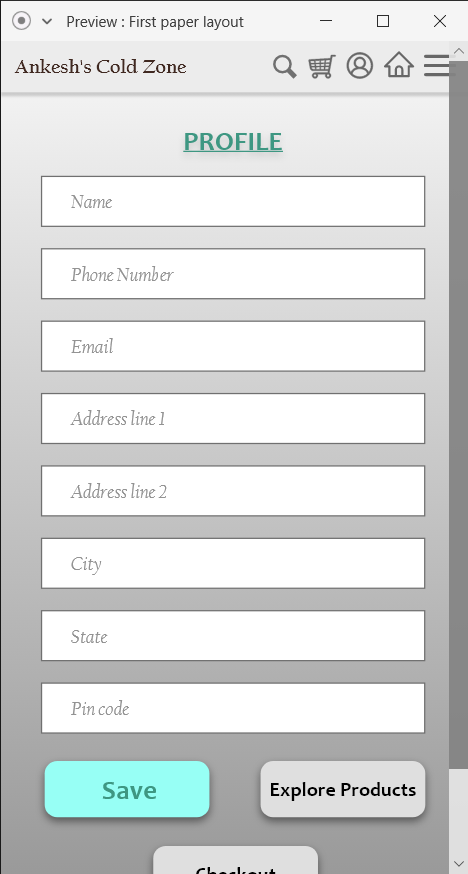 Preview : First paper layout
Ankesh's Cold Zone
PROFILE
Name
Phone Number
Email
Address line 1
Address line 2
City
State
Pin code
Save
Explore Products
Checkout